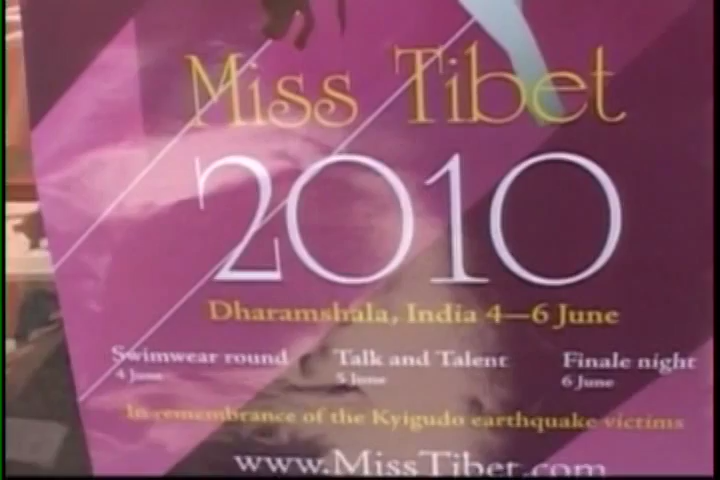 Miss Tibet
2010
Dharamshala, India 4—6 June
Swimwear round Talk and Talent Finale night
4 June 5 June 6 June
In remembrance of the Kyigudo earthquake victims
www.MissTibet.com